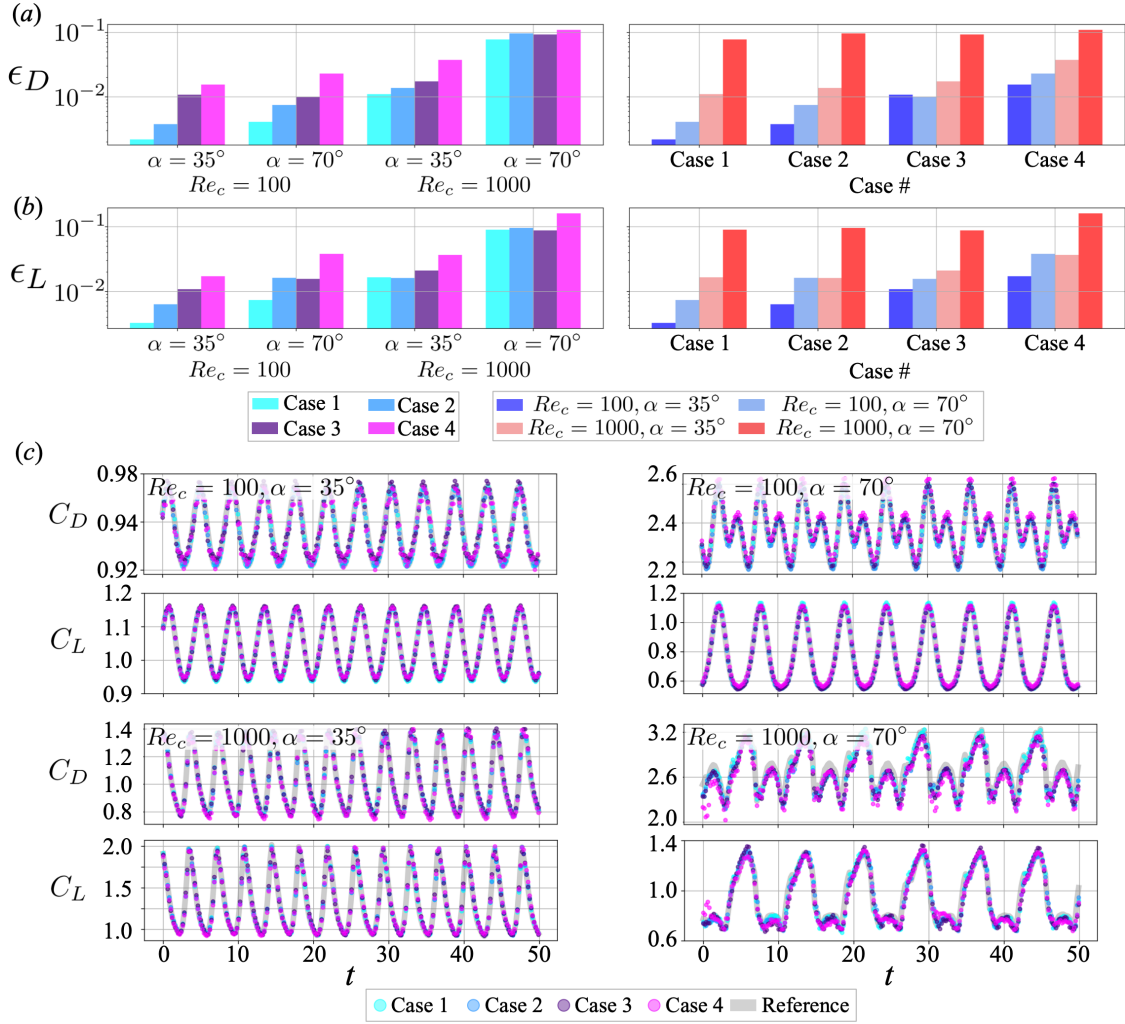 (a)
ϵ_D
10⁻¹
10⁻²
α = 35° α = 70° α = 35° α = 70°
Re_c = 100 Re_c = 1000
Case 1 Case 2 Case 3 Case 4
Case #
(b)
ϵ_L
10⁻¹
10⁻²
α = 35° α = 70° α = 35° α = 70°
Re_c = 100 Re_c = 1000
Case 1 Case 2 Case 3 Case 4
Case #
Case 1 Case 2
Case 3 Case 4
Re_c = 100, α = 35° Re_c = 100, α = 70°
Re_c = 1000, α = 35° Re_c = 1000, α = 70°
(c)
Re_c = 100, α = 35°
C_D
0.98
0.94
0.92
C_L
1.2
1.1
1.0
0.9
Re_c = 100, α = 70°
2.6
2.4
2.2
1.2
1.0
0.8
0.6
Re_c = 1000, α = 35°
C_D
1.4
1.2
1.0
0.8
C_L
2.0
1.5
1.0
0 10 20 30 40 50
t
Re_c = 1000, α = 70°
3.2
2.6
2.0
1.4
1.0
0.6
0 10 20 30 40 50
t
Case 1 Case 2 Case 3 Case 4 Reference